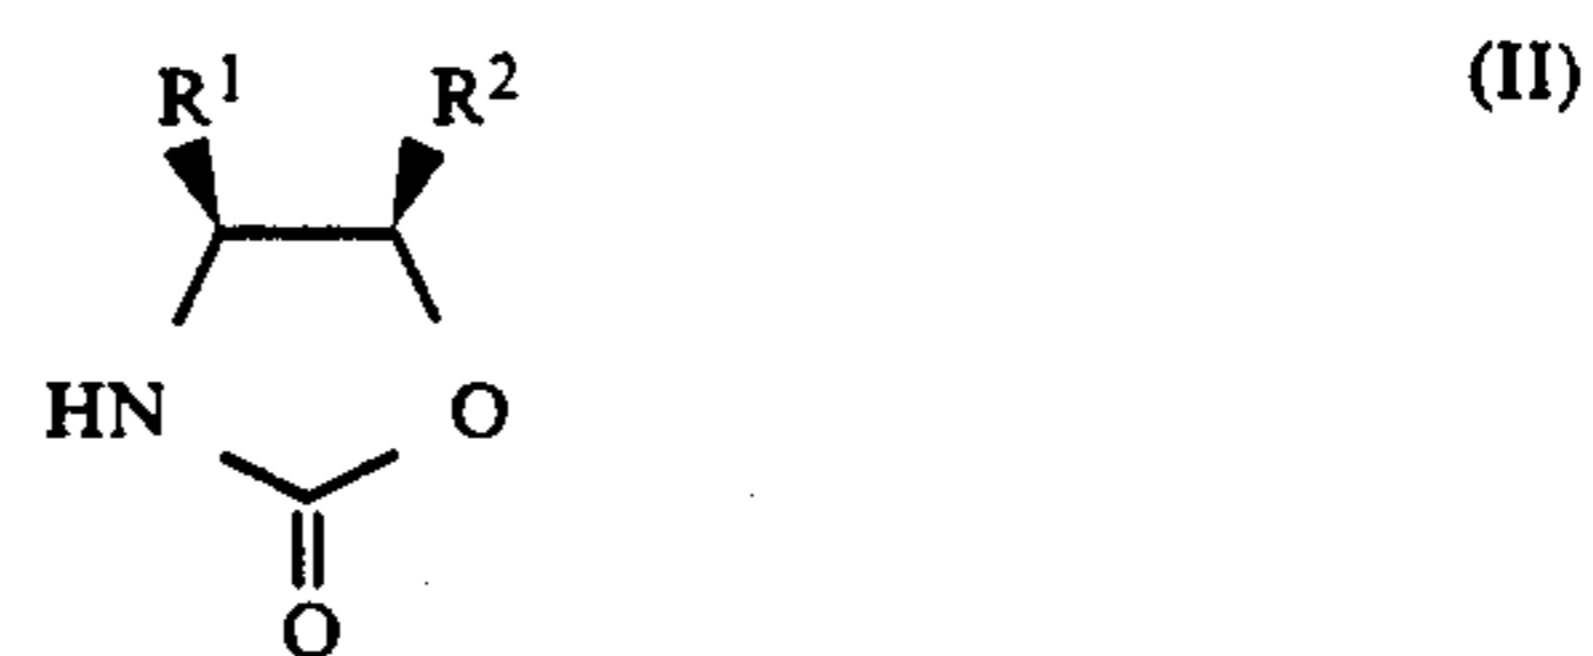 R¹ R² (II)
HN O
O